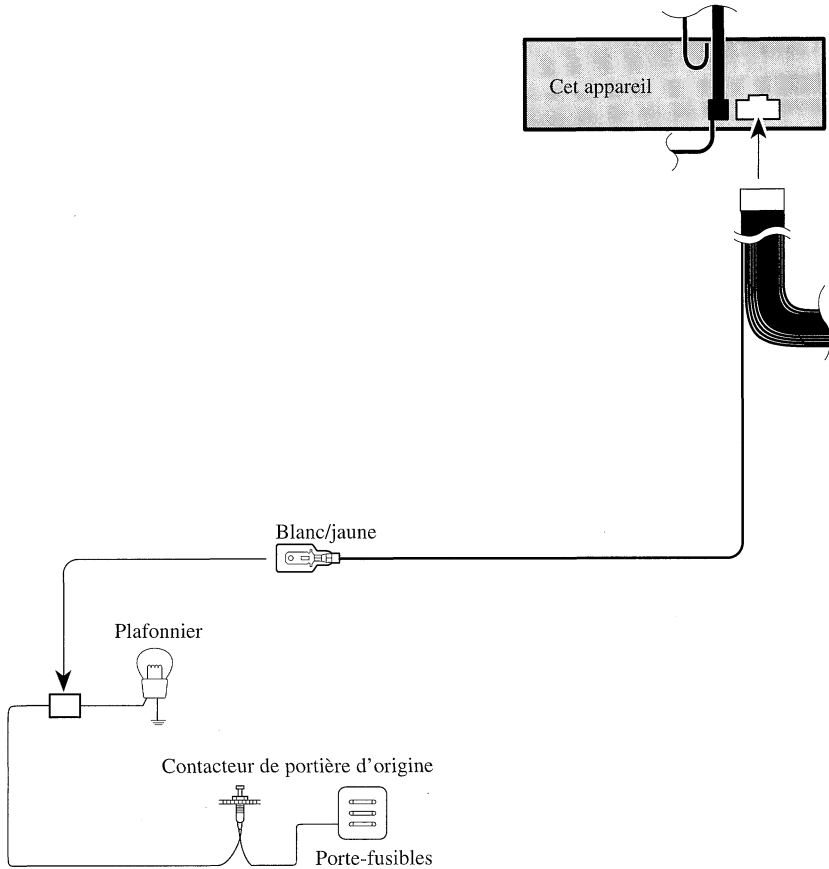 Cet appareil
Blanc/jaune
Plafonnier
Contacteur de portière d'origine
Porte-fusibles